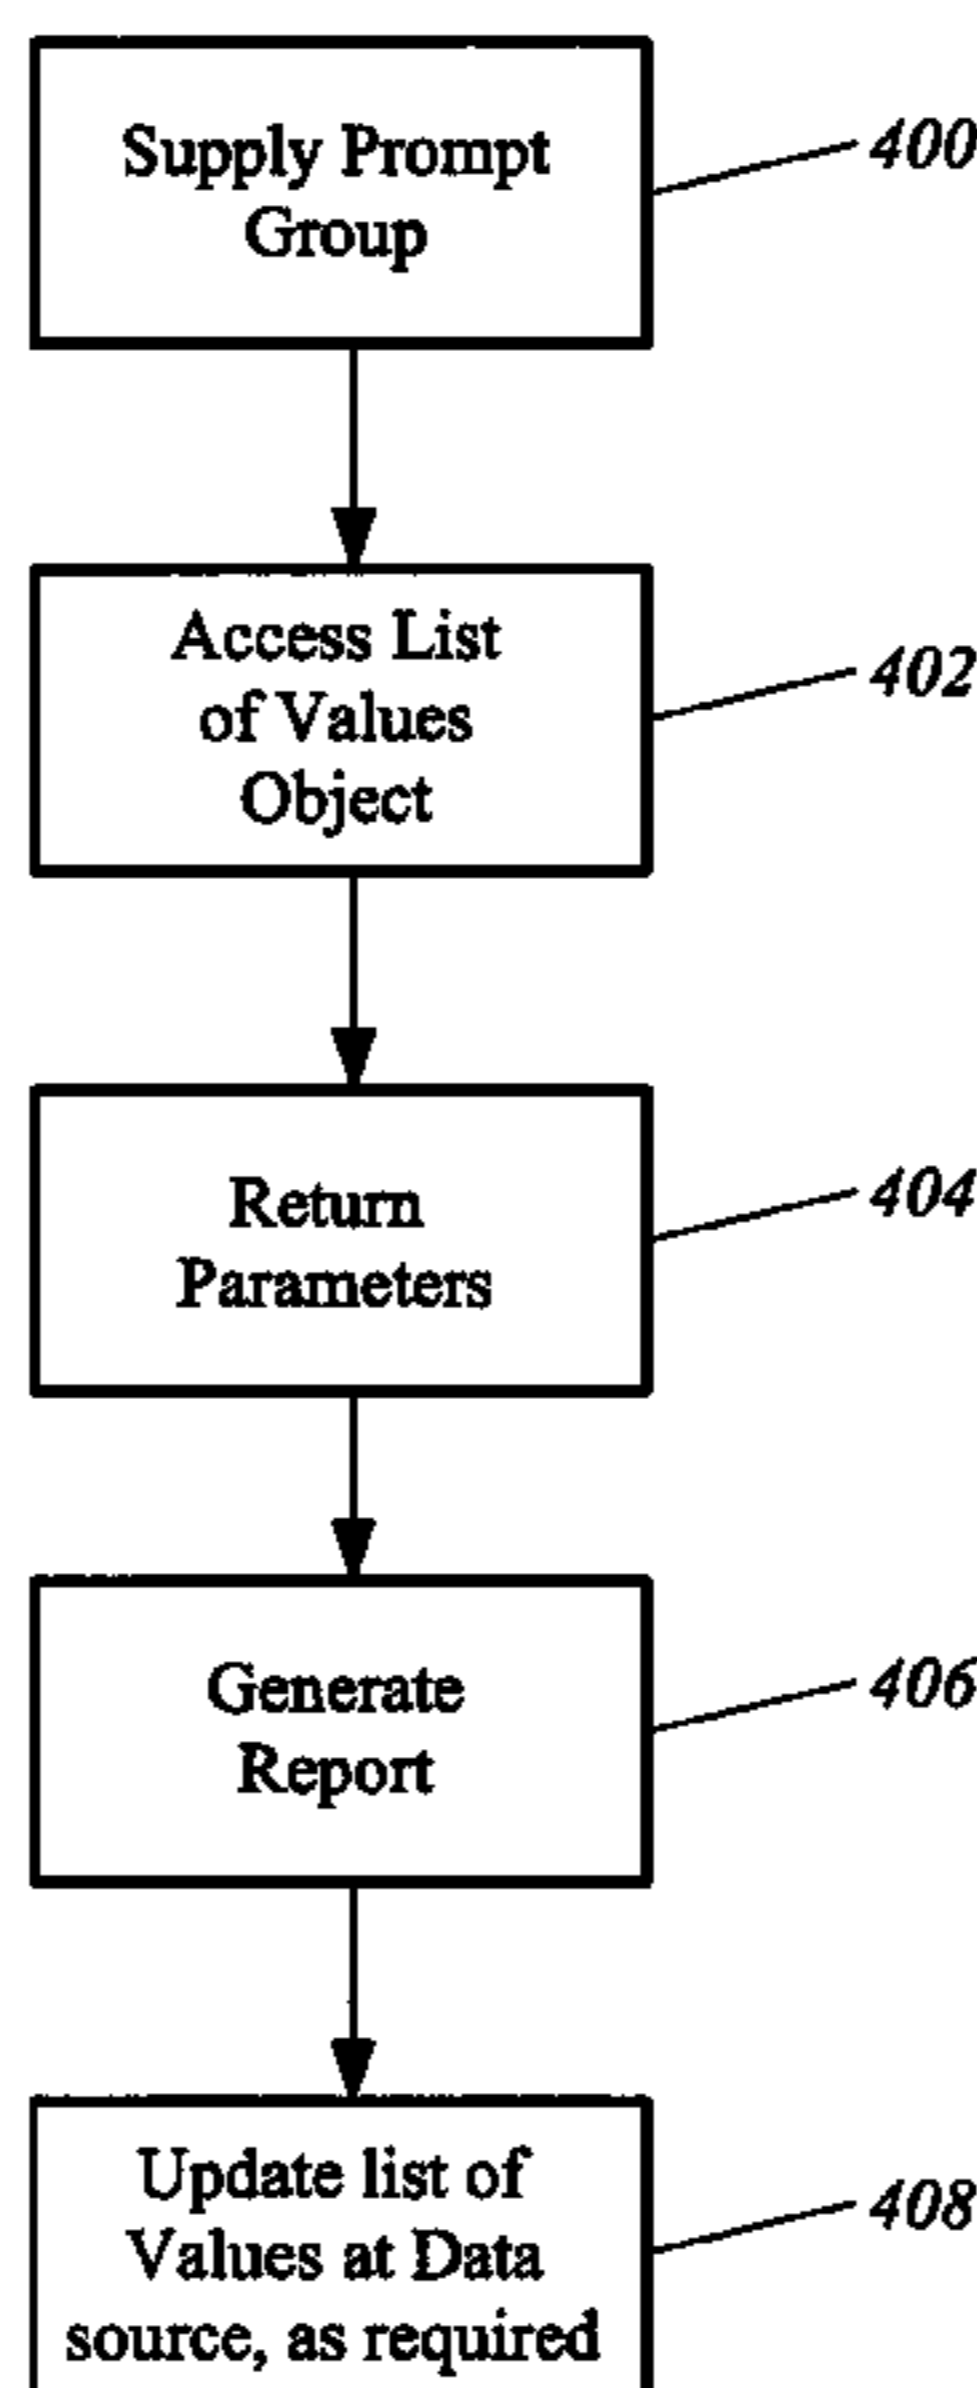 Supply Prompt
Group
400
Access List
of Values
Object
402
Return
Parameters
404
Generate
Report
406
Update list of
Values at Data
source, as required
408